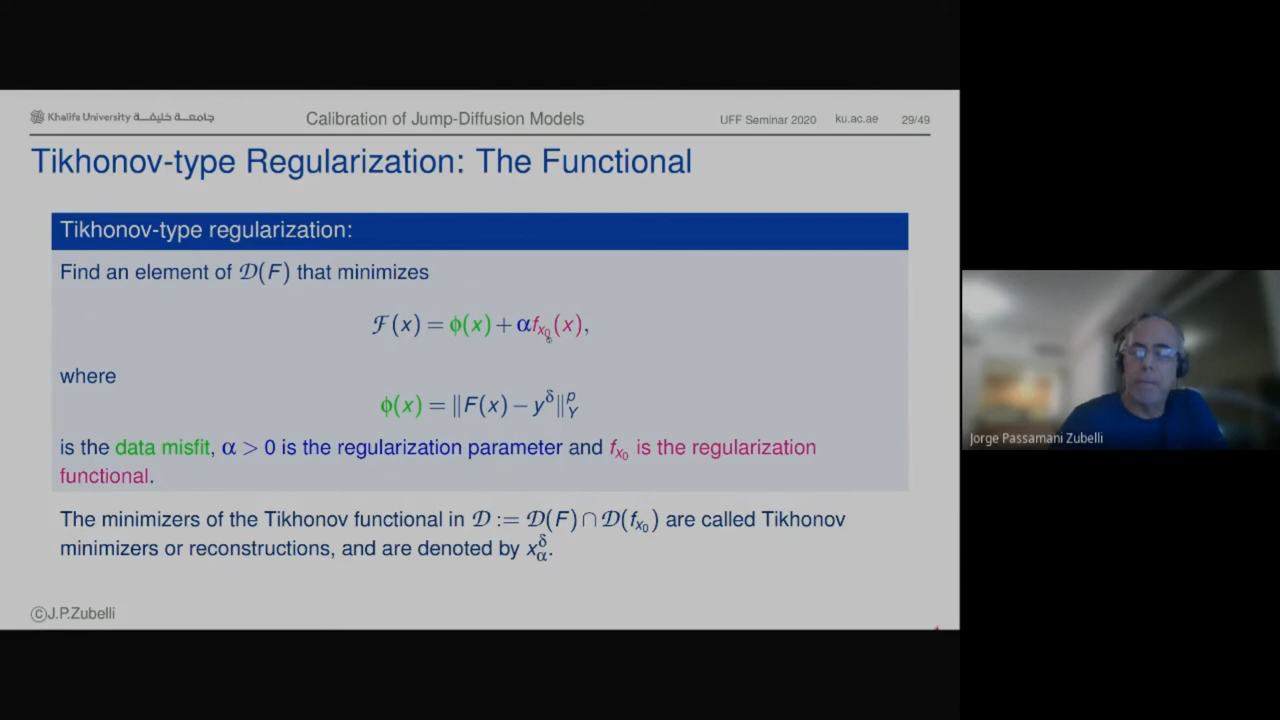 Khalifa University جامعة خليفة
Calibration of Jump-Diffusion Models
UFF Seminar 2020 ku.ac.ae 29/49
Tikhonov-type Regularization: The Functional
Tikhonov-type regularization:
Find an element of 𝒟(F) that minimizes
ℱ(x) = ϕ(x) + αf_{x_0}(x),
where
ϕ(x) = ‖F(x) − y^δ‖_Y^p
is the data misfit, α > 0 is the regularization parameter and f_{x_0} is the regularization
functional.
The minimizers of the Tikhonov functional in 𝒟 := 𝒟(F) ∩ 𝒟(f_{x_0}) are called Tikhonov
minimizers or reconstructions, and are denoted by x_α^δ.
©J.P.Zubelli
Jorge Passamani Zubelli